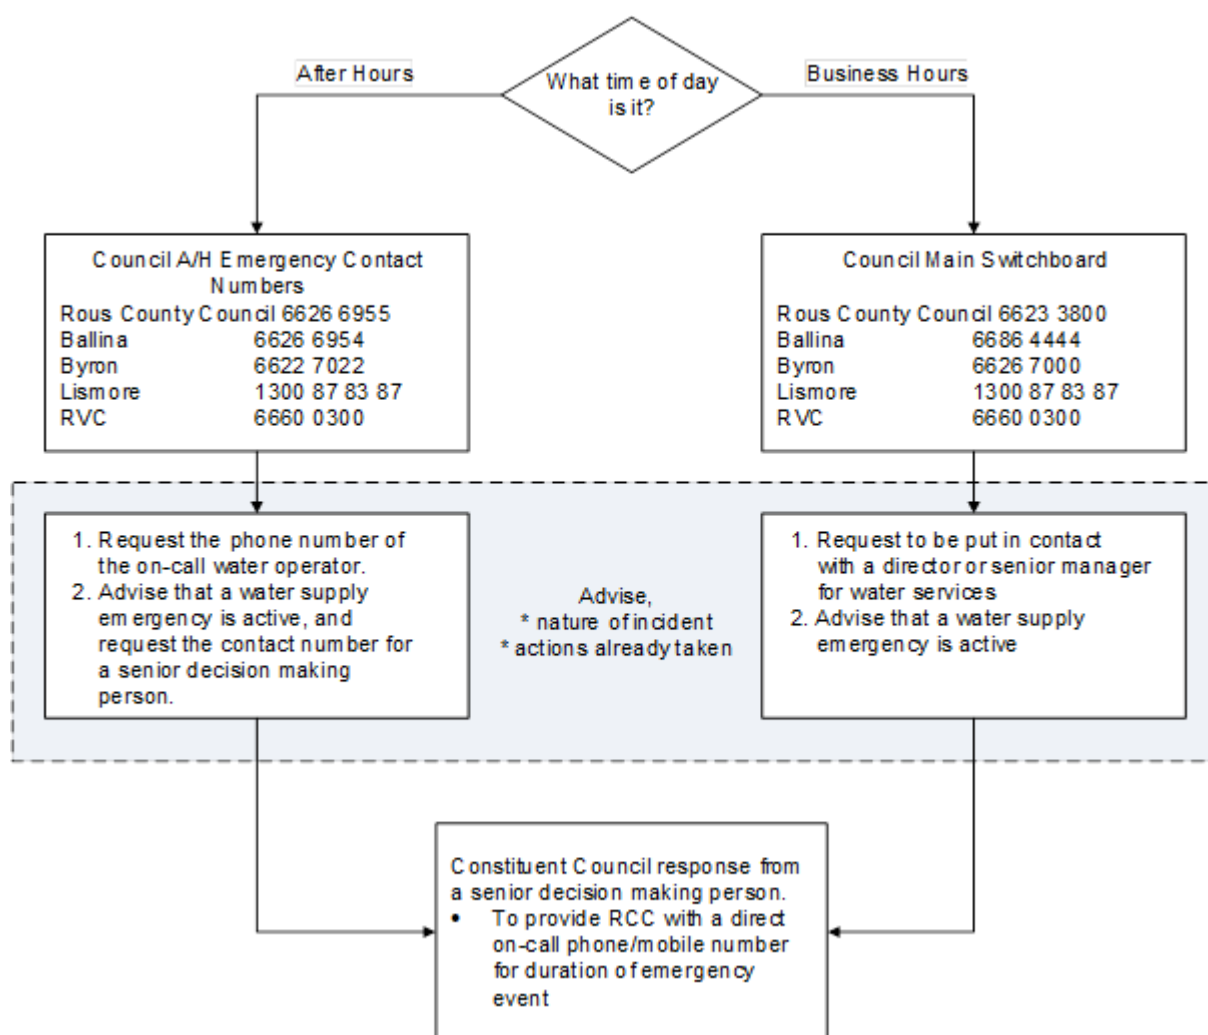 What time of day
is it?
After Hours
Business Hours
Council A/H Emergency Contact
Numbers
Rous County Council 6626 6955
Ballina 6626 6954
Byron 6622 7022
Lismore 1300 87 83 87
RVC 6660 0300
Council Main Switchboard
Rous County Council 6623 3800
Ballina 6686 4444
Byron 6626 7000
Lismore 1300 87 83 87
RVC 6660 0300
1. Request the phone number of
the on-call water operator.
2. Advise that a water supply
emergency is active, and
request the contact number for
a senior decision making
person.
Advise,
* nature of incident
* actions already taken
1. Request to be put in contact
with a director or senior manager
for water services
2. Advise that a water supply
emergency is active
Constituent Council response from
a senior decision making person.
• To provide RCC with a direct
on-call phone/mobile number
for duration of emergency
event